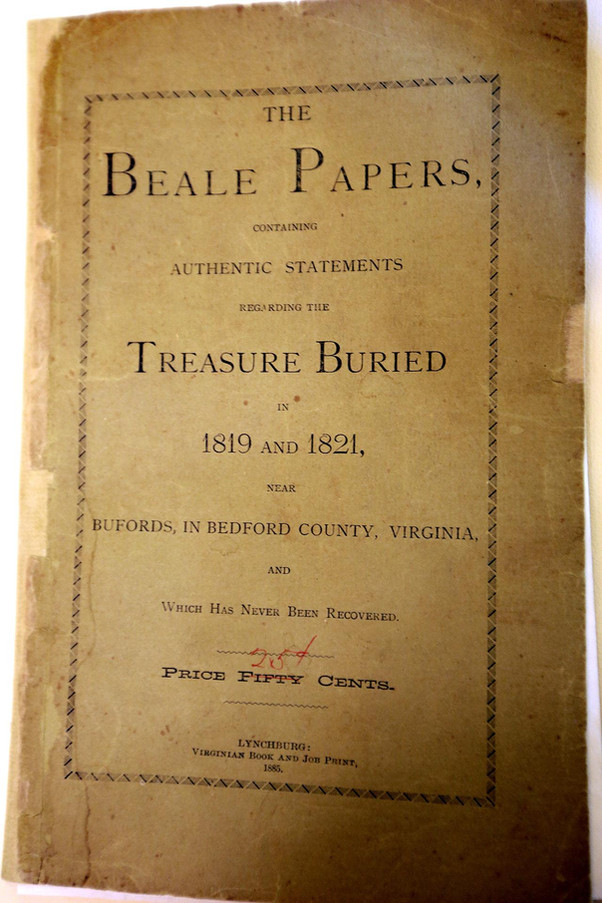 THE
BEALE PAPERS,
CONTAINING
AUTHENTIC STATEMENTS
REGARDING THE
TREASURE BURIED
IN
1819 AND 1821,
NEAR
BUFORDS, IN BEDFORD COUNTY, VIRGINIA,
AND
WHICH HAS NEVER BEEN RECOVERED.
25¢
PRICE FIFTY CENTS.
LYNCHBURG:
VIRGINIAN BOOK AND JOB PRINT,
1885.